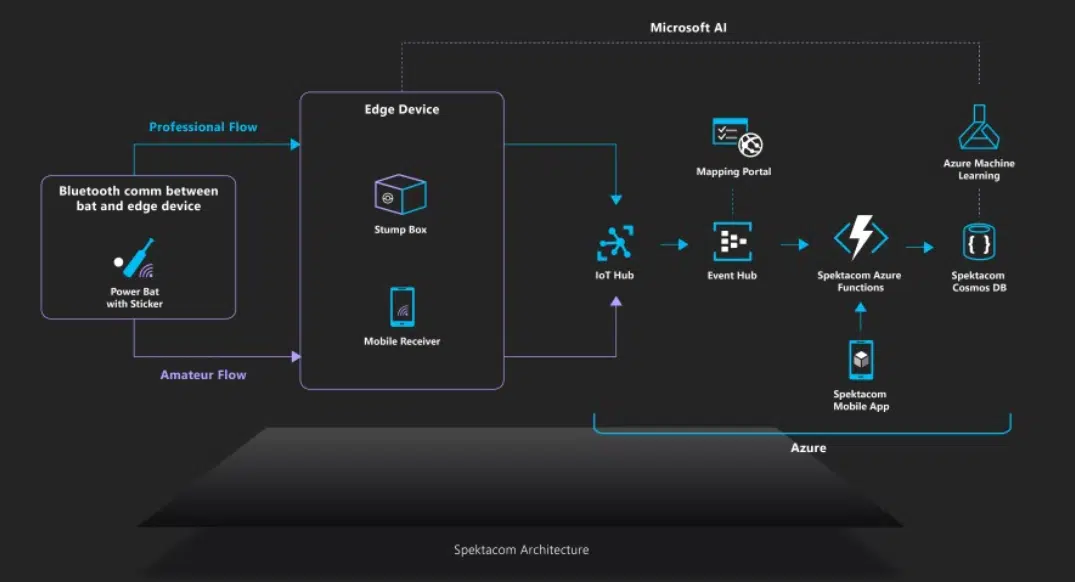 Microsoft AI
Edge Device
Professional Flow
Bluetooth comm between
bat and edge device
Power Bat
with Sticker
Amateur Flow
Stump Box
Mobile Receiver
IoT Hub
Mapping Portal
Event Hub
Spektacom Azure
Functions
Spektacom
Mobile App
Azure Machine
Learning
{ }
Spektacom
Cosmos DB
Azure
Spektacom Architecture